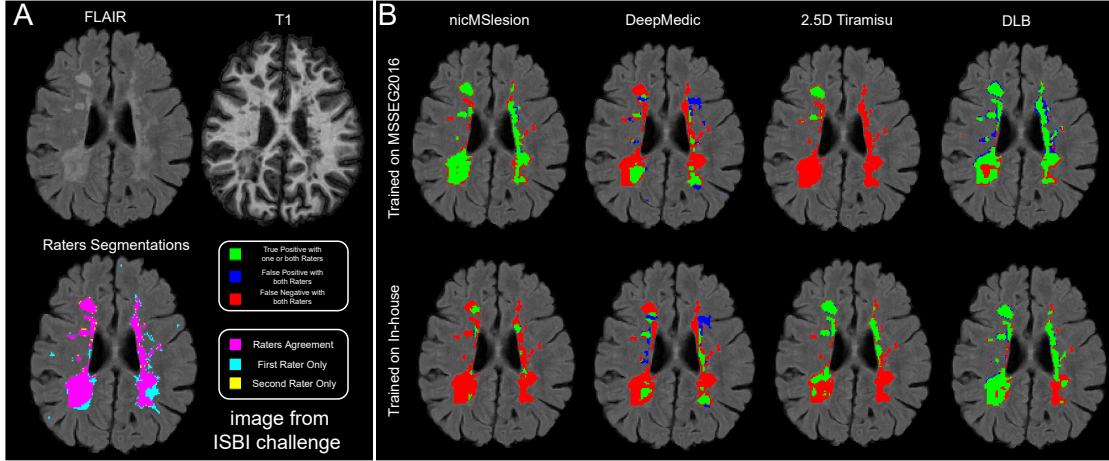 A
FLAIR
T1
Raters Segmentations
True Positive with
one or both Raters
False Positive with
both Raters
False Negative with
both Raters
Raters Agreement
First Rater Only
Second Rater Only
image from
ISBI challenge
B
nicMSlesion
DeepMedic
2.5D Tiramisu
DLB
Trained on MSSEG2016
Trained on In-house